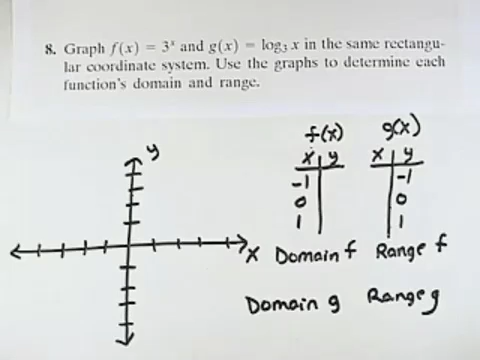 8. Graph f(x) = 3ˣ and g(x) = log₃ x in the same rectangu-
lar coordinate system. Use the graphs to determine each
function's domain and range.
y
x
f(x) g(x)
x y x y
-1 -1
0 0
1 1
Domain f Range f
Domain g Range g